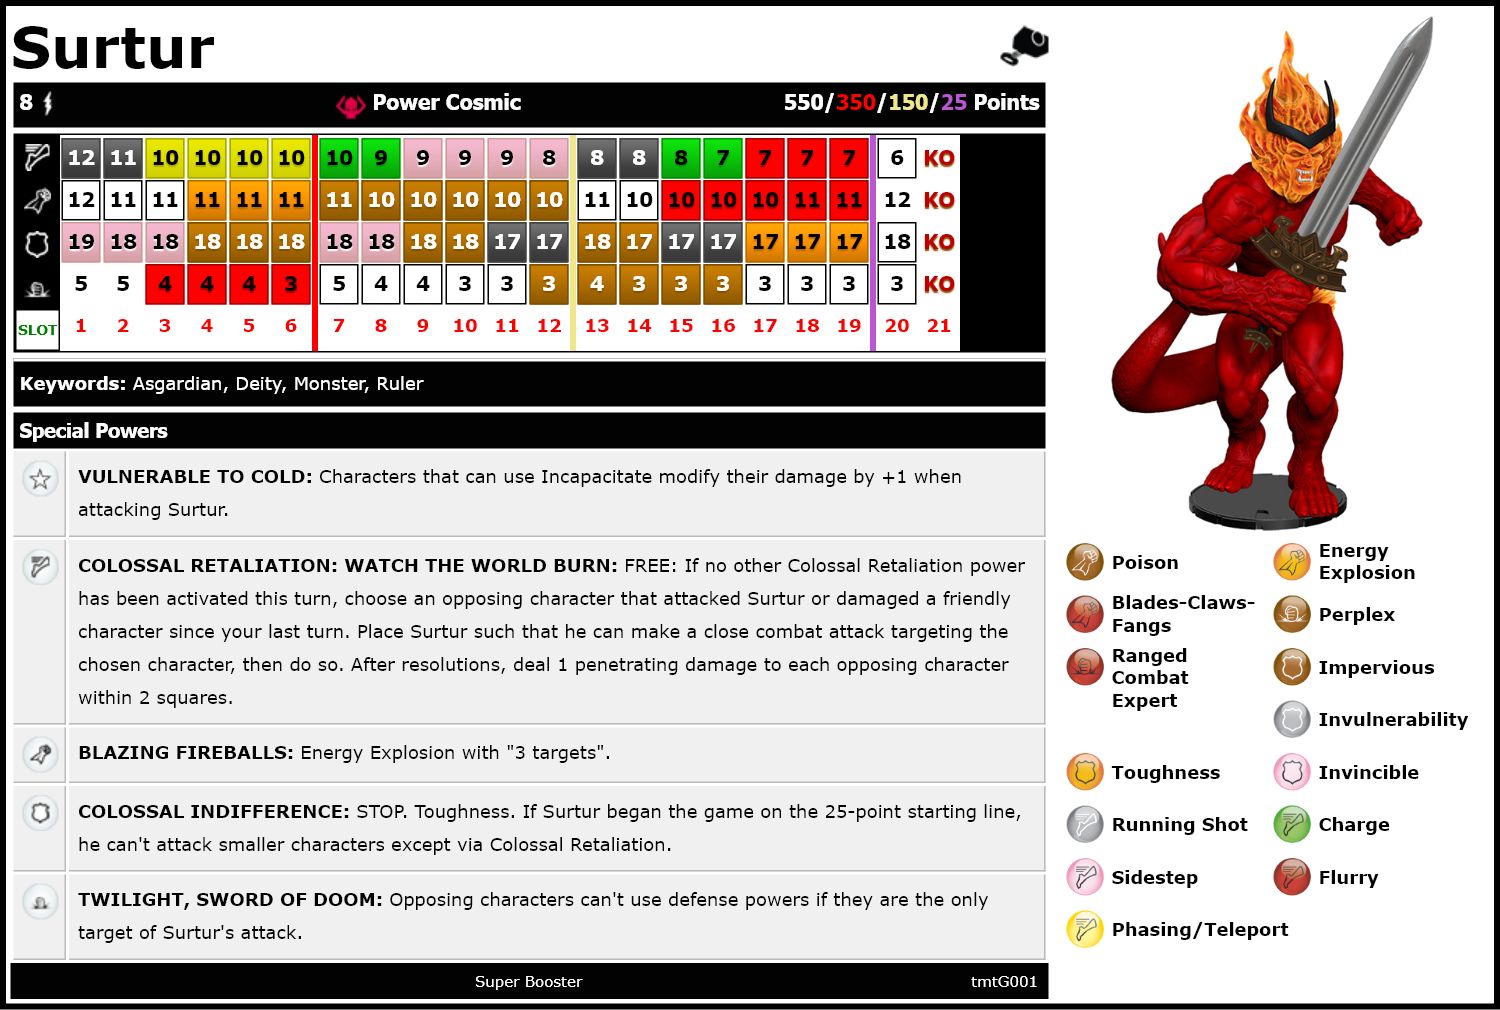 Surtur
8 Power Cosmic 550/350/150/25 Points
12 11 10 10 10 10 10 9 9 9 9 8 8 8 8 7 7 7 7 6 KO
12 11 11 11 11 11 11 10 10 10 10 10 11 10 10 10 10 11 11 12 KO
19 18 18 18 18 18 18 18 18 18 17 17 18 17 17 17 17 17 17 18 KO
5 5 4 4 4 3 5 4 4 3 3 3 4 3 3 3 3 3 3 3 KO
SLOT 1 2 3 4 5 6 7 8 9 10 11 12 13 14 15 16 17 18 19 20 21
Keywords: Asgardian, Deity, Monster, Ruler
Special Powers
VULNERABLE TO COLD: Characters that can use Incapacitate modify their damage by +1 when
attacking Surtur.
COLOSSAL RETALIATION: WATCH THE WORLD BURN: FREE: If no other Colossal Retaliation power
has been activated this turn, choose an opposing character that attacked Surtur or damaged a friendly
character since your last turn. Place Surtur such that he can make a close combat attack targeting the
chosen character, then do so. After resolutions, deal 1 penetrating damage to each opposing character
within 2 squares.
BLAZING FIREBALLS: Energy Explosion with "3 targets".
COLOSSAL INDIFFERENCE: STOP. Toughness. If Surtur began the game on the 25-point starting line,
he can't attack smaller characters except via Colossal Retaliation.
TWILIGHT, SWORD OF DOOM: Opposing characters can't use defense powers if they are the only
target of Surtur's attack.
Super Booster tmtG001
Poison
Energy
Explosion
Blades-Claws-
Fangs
Perplex
Ranged
Combat
Expert
Impervious
Invulnerability
Toughness
Invincible
Running Shot
Charge
Sidestep
Flurry
Phasing/Teleport